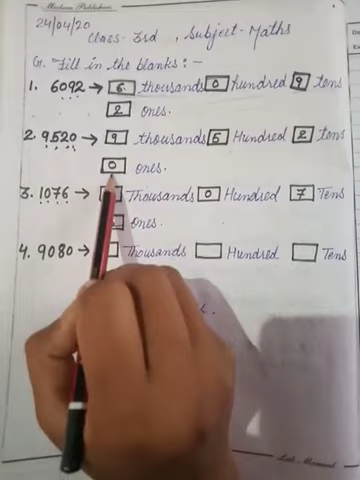 Modern Publishers
24/04/20
Class- 3rd , Subject- Maths
G. Fill in the blanks : -
1. 6092 → 6 thousands 0 hundred 9 tens
2 ones.
2. 9520 → 9 thousands 5 Hundred 2 tens
0 ones.
3. 1076 → Thousands 0 Hundred 7 Tens
ones.
4. 9080 → Thousands Hundred Tens